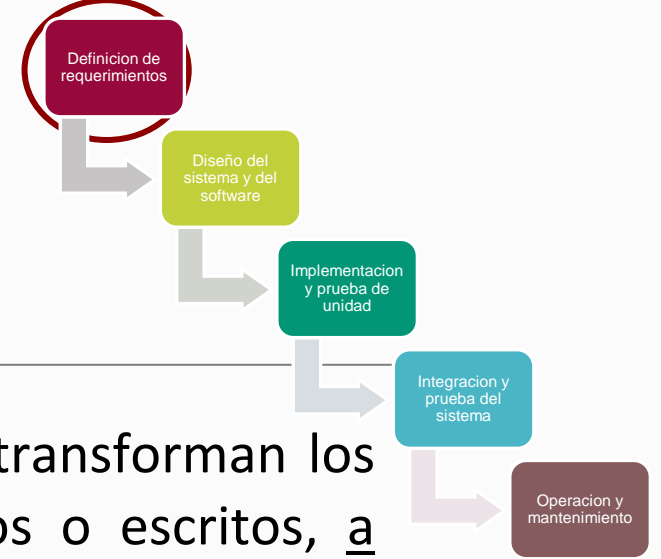 Definicion de
requerimientos
Diseño del
sistema y del
software
Implementacion
y prueba de
unidad
Integracion y
prueba del
sistema
Operacion y
mantenimiento
transforman los
os o escritos, a